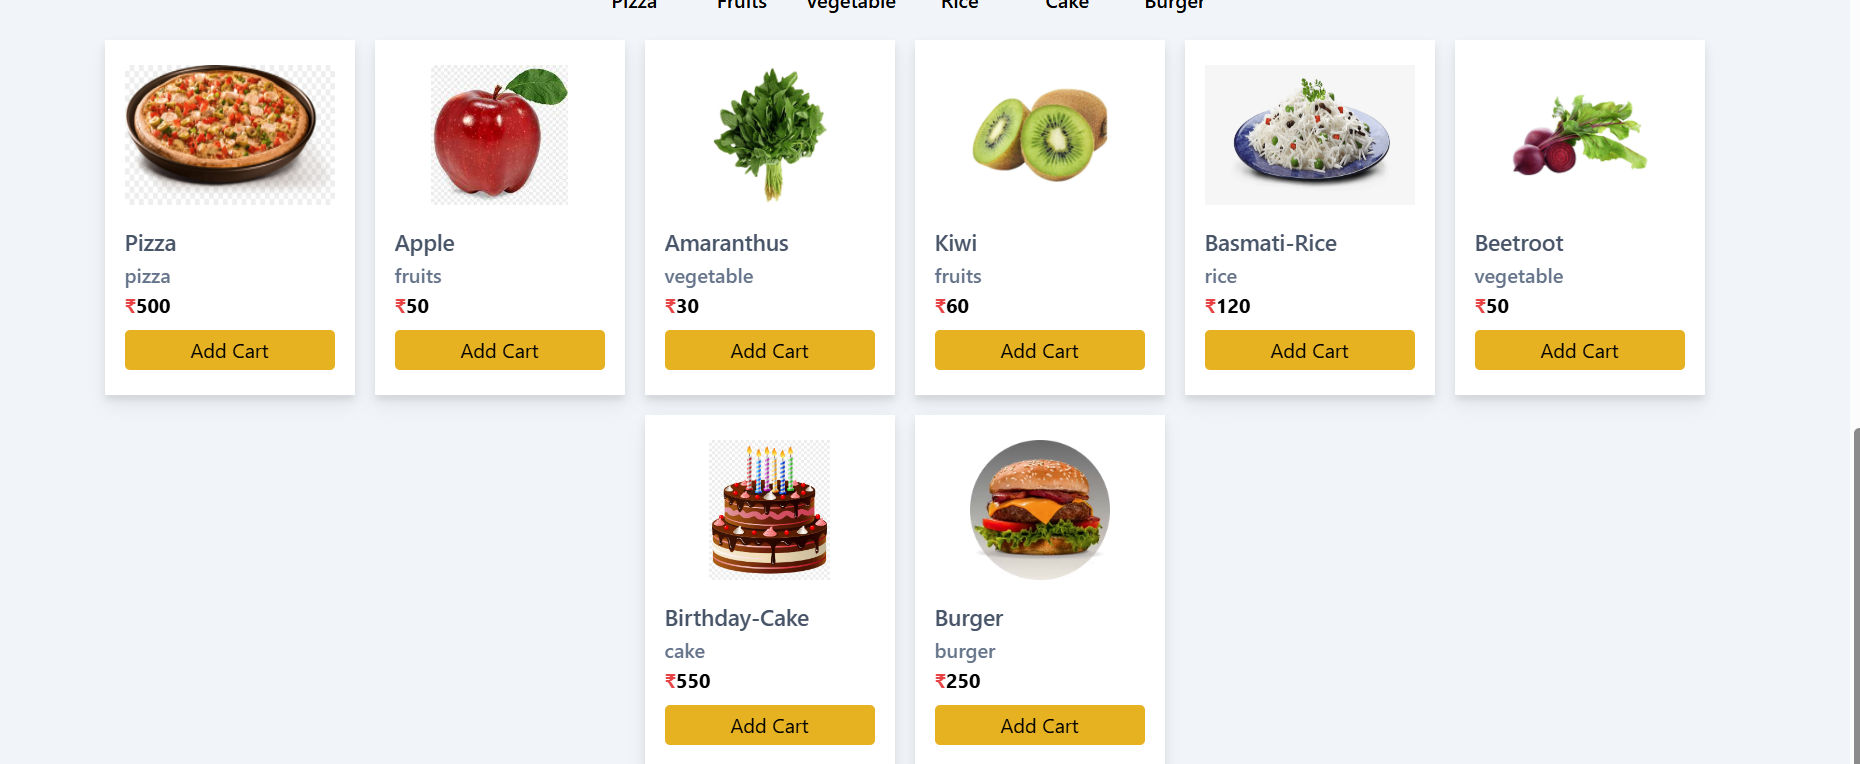 Pizza Fruits Vegetable Rice Cake Burger
Pizza
pizza
₹500
Add Cart
Apple
fruits
₹50
Add Cart
Amaranthus
vegetable
₹30
Add Cart
Kiwi
fruits
₹60
Add Cart
Basmati-Rice
rice
₹120
Add Cart
Beetroot
vegetable
₹50
Add Cart
Birthday-Cake
cake
₹550
Add Cart
Burger
burger
₹250
Add Cart